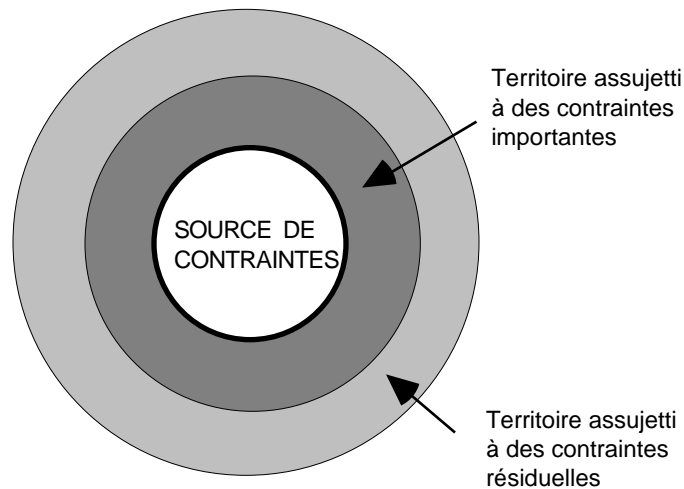 Territoire assujetti
à des contraintes
importantes
SOURCE DE
CONTRAINTES
Territoire assujetti
à des contraintes
résiduelles